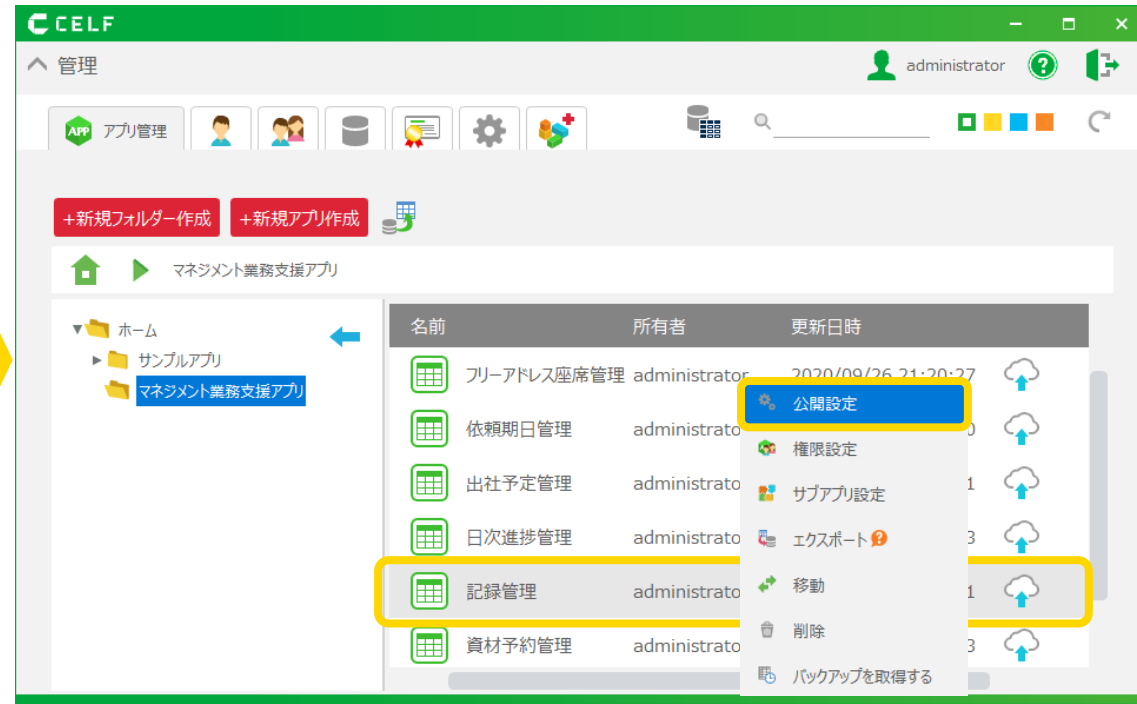 CELF
管理
administrator
APP アプリ管理
+新規フォルダー作成 +新規アプリ作成
マネジメント業務支援アプリ
ホーム
サンプルアプリ
マネジメント業務支援アプリ
名前 所有者 更新日時
フリーアドレス座席管理 administrator 2020/09/26 21:20:27
依頼期日管理 administrato
出社予定管理 administrato 1
日次進捗管理 administrato 3
記録管理 administrato 1
資材予約管理 administrato 3
公開設定
権限設定
サブアプリ設定
エクスポート
移動
削除
バックアップを取得する